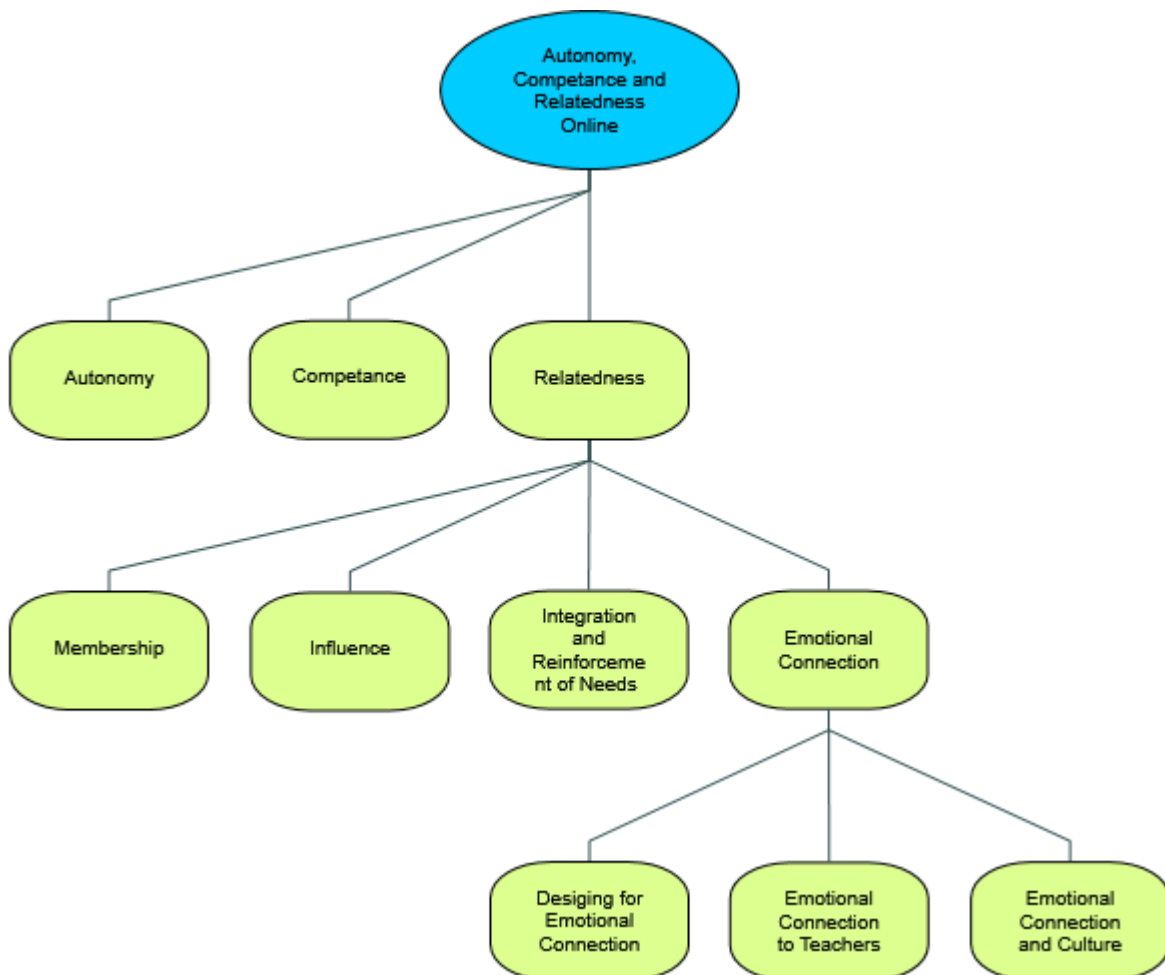 Autonomy,
Competance and
Relatedness
Online
Autonomy
Competance
Relatedness
Membership
Influence
Integration
and
Reinforceme
nt of Needs
Emotional
Connection
Desiging for
Emotional
Connection
Emotional
Connection
to Teachers
Emotional
Connection
and Culture